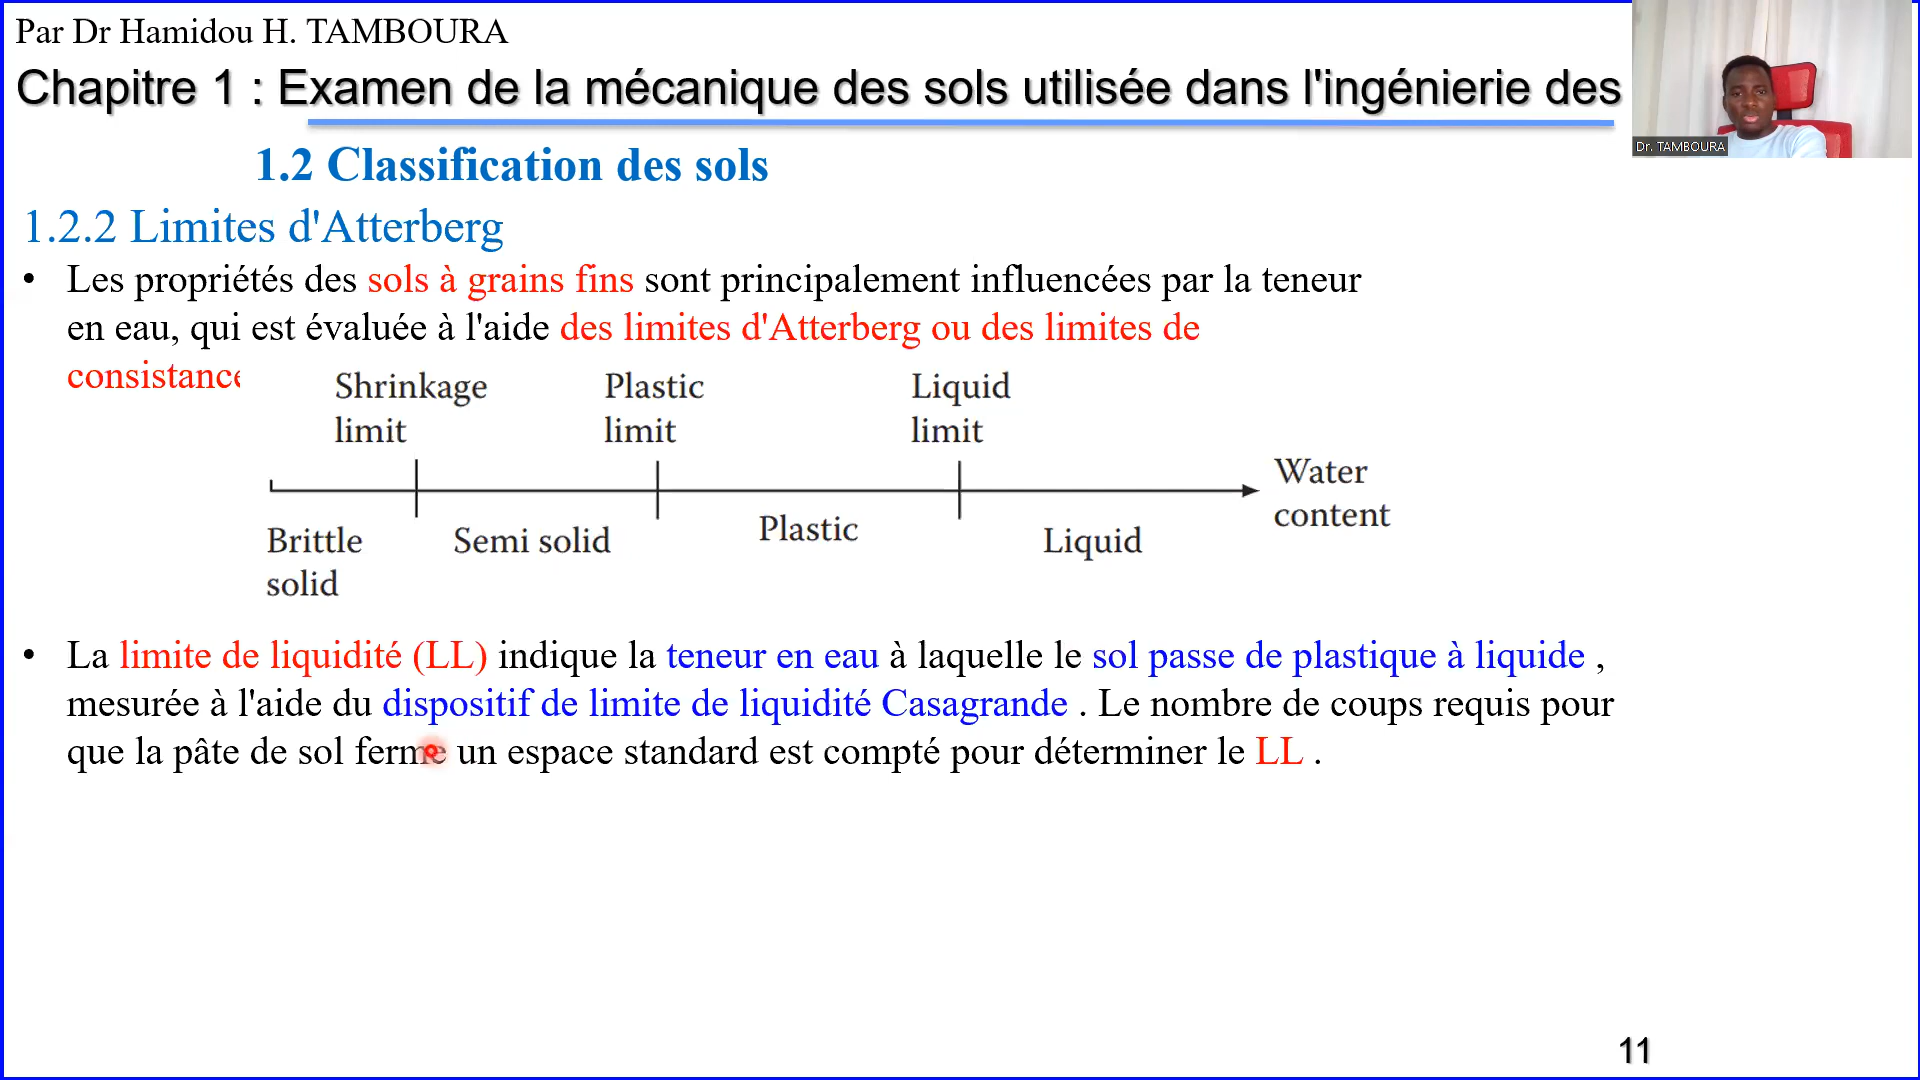 Par Dr Hamidou H. TAMBOURA
Chapitre 1 : Examen de la mécanique des sols utilisée dans l'ingénierie des
Dr. TAMBOURA
1.2 Classification des sols
1.2.2 Limites d'Atterberg
• Les propriétés des sols à grains fins sont principalement influencées par la teneur
en eau, qui est évaluée à l'aide des limites d'Atterberg ou des limites de
consistance
Shrinkage
limit
Plastic
limit
Liquid
limit
Water
content
Brittle
solid
Semi solid
Plastic
Liquid
• La limite de liquidité (LL) indique la teneur en eau à laquelle le sol passe de plastique à liquide ,
mesurée à l'aide du dispositif de limite de liquidité Casagrande . Le nombre de coups requis pour
que la pâte de sol ferme un espace standard est compté pour déterminer le LL .
11